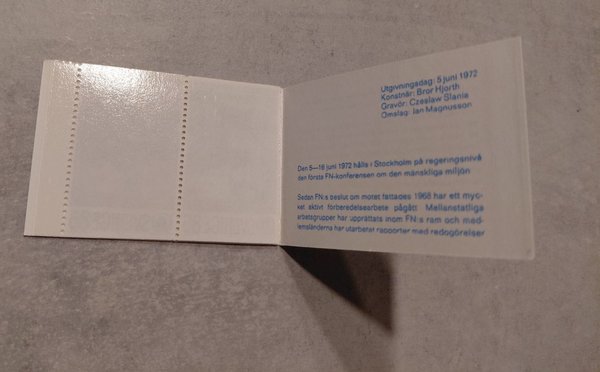 Utgivningsdag: 5 juni 1972
Konstnär: Bror Hjorth
Gravör: Czeslaw Slania
Omslag: Jan Magnusson
Den 5—16 juni 1972 hålls i Stockholm på regeringsnivå
den första FN-konferensen om den mänskliga miljön.
Sedan FN:s beslut om mötet fattades 1968 har ett myc-
ket aktivt förberedelsearbete pågått. Mellanstatliga
arbetsgrupper har upprättats inom FN:s ram och med-
lemsländerna har utarbetat rapporter med redogörelser